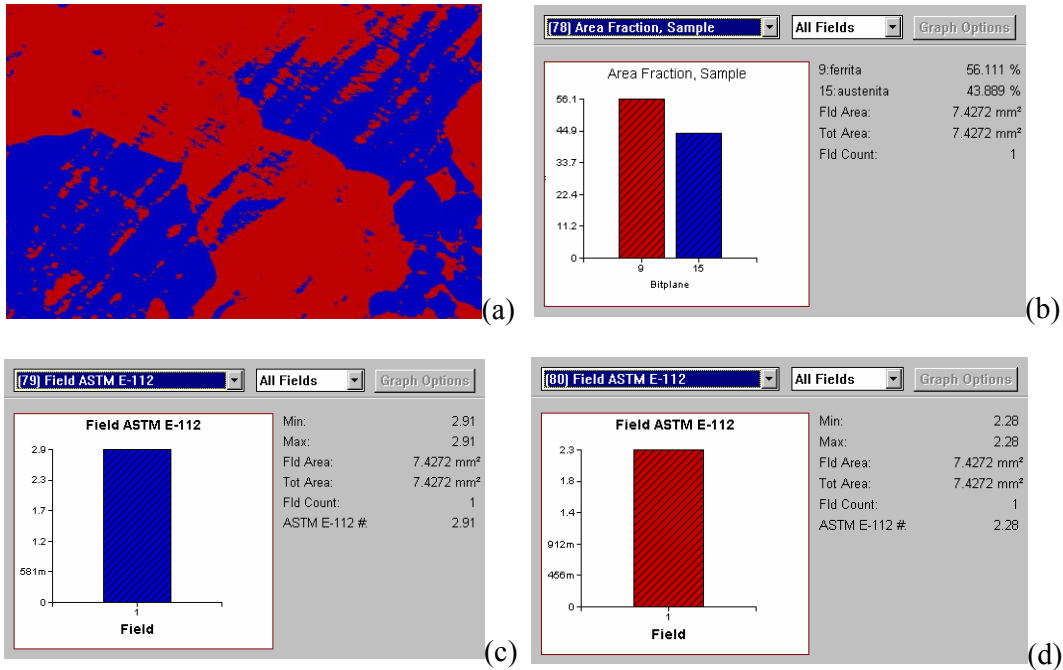 (a)
[78] Area Fraction, Sample All Fields Graph Options
Area Fraction, Sample
56.1
44.9
33.7
22.4
11.2
0
9 15
Bitplane
9:ferrita 56.111 %
15:austenita 43.889 %
Fld Area: 7.4272 mm²
Tot Area: 7.4272 mm²
Fld Count: 1
(b)
[79] Field ASTM E-112 All Fields Graph Options
Field ASTM E-112
2.9
2.3
1.7
1.2
581m
0
1
Field
Min: 2.91
Max: 2.91
Fld Area: 7.4272 mm²
Tot Area: 7.4272 mm²
Fld Count: 1
ASTM E-112 #: 2.91
(c)
[80] Field ASTM E-112 All Fields Graph Options
Field ASTM E-112
2.3
1.8
1.4
912m
456m
0
1
Field
Min: 2.28
Max: 2.28
Fld Area: 7.4272 mm²
Tot Area: 7.4272 mm²
Fld Count: 1
ASTM E-112 #: 2.28
(d)